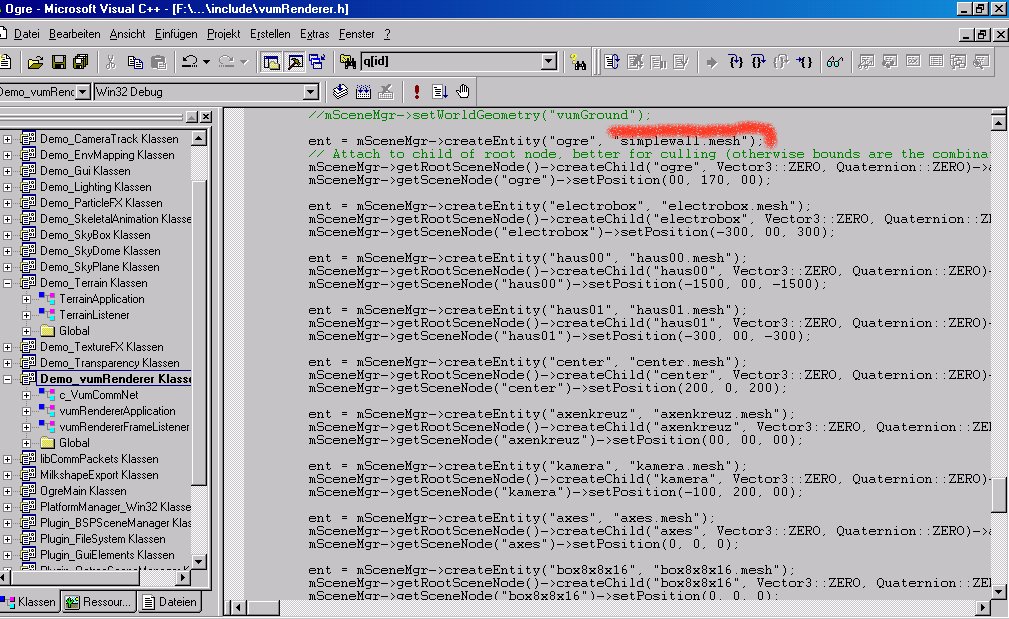 Ogre - Microsoft Visual C++ - [F:\...\include\vumRenderer.h]
Datei Bearbeiten Ansicht Einfügen Projekt Erstellen Extras Fenster ?
q[id]
Demo_vumRenc Win32 Debug
Demo_CameraTrack Klassen
Demo_EnvMapping Klassen
Demo_Gui Klassen
Demo_Lighting Klassen
Demo_ParticleFX Klassen
Demo_SkeletalAnimation Klasse
Demo_SkyBox Klassen
Demo_SkyDome Klassen
Demo_SkyPlane Klassen
Demo_Terrain Klassen
TerrainApplication
TerrainListener
Global
Demo_TextureFX Klassen
Demo_Transparency Klassen
Demo_vumRenderer Klasse
c_VumCommNet
vumRendererApplication
vumRendererFrameListener
Global
libCommPackets Klassen
MilkshapeExport Klassen
OgreMain Klassen
PlatformManager_Win32 Klasse
Plugin_BSPSceneManager Klas
Plugin_FileSystem Klassen
Plugin_GuiElements Klassen
Klassen Ressour... Dateien
//mSceneMgr->setWorldGeometry("vumGround");
ent = mSceneMgr->createEntity("ogre", "simplewall.mesh");
// Attach to child of root node, better for culling (otherwise bounds are the combina
mSceneMgr->getRootSceneNode()->createChild("ogre", Vector3::ZERO, Quaternion::ZERO)->a
mSceneMgr->getSceneNode("ogre")->setPosition(00, 170, 00);
ent = mSceneMgr->createEntity("electrobox", "electrobox.mesh");
mSceneMgr->getRootSceneNode()->createChild("electrobox", Vector3::ZERO, Quaternion::ZE
mSceneMgr->getSceneNode("electrobox")->setPosition(-300, 00, 300);
ent = mSceneMgr->createEntity("haus00", "haus00.mesh");
mSceneMgr->getRootSceneNode()->createChild("haus00", Vector3::ZERO, Quaternion::ZERO)-
mSceneMgr->getSceneNode("haus00")->setPosition(-1500, 00, -1500);
ent = mSceneMgr->createEntity("haus01", "haus01.mesh");
mSceneMgr->getRootSceneNode()->createChild("haus01", Vector3::ZERO, Quaternion::ZERO)-
mSceneMgr->getSceneNode("haus01")->setPosition(-300, 00, -300);
ent = mSceneMgr->createEntity("center", "center.mesh");
mSceneMgr->getRootSceneNode()->createChild("center", Vector3::ZERO, Quaternion::ZERO)-
mSceneMgr->getSceneNode("center")->setPosition(200, 0, 200);
ent = mSceneMgr->createEntity("axenkreuz", "axenkreuz.mesh");
mSceneMgr->getRootSceneNode()->createChild("axenkreuz", Vector3::ZERO, Quaternion::ZER
mSceneMgr->getSceneNode("axenkreuz")->setPosition(00, 00, 00);
ent = mSceneMgr->createEntity("kamera", "kamera.mesh");
mSceneMgr->getRootSceneNode()->createChild("kamera", Vector3::ZERO, Quaternion::ZERO)-
mSceneMgr->getSceneNode("kamera")->setPosition(-100, 200, 00);
ent = mSceneMgr->createEntity("axes", "axes.mesh");
mSceneMgr->getRootSceneNode()->createChild("axes", Vector3::ZERO, Quaternion::ZERO)->a
mSceneMgr->getSceneNode("axes")->setPosition(0, 0, 0);
ent = mSceneMgr->createEntity("box8x8x16", "box8x8x16.mesh");
mSceneMgr->getRootSceneNode()->createChild("box8x8x16", Vector3::ZERO, Quaternion::ZER
mSceneMgr->getSceneNode("box8x8x16")->setPosition(0, 0, 0);